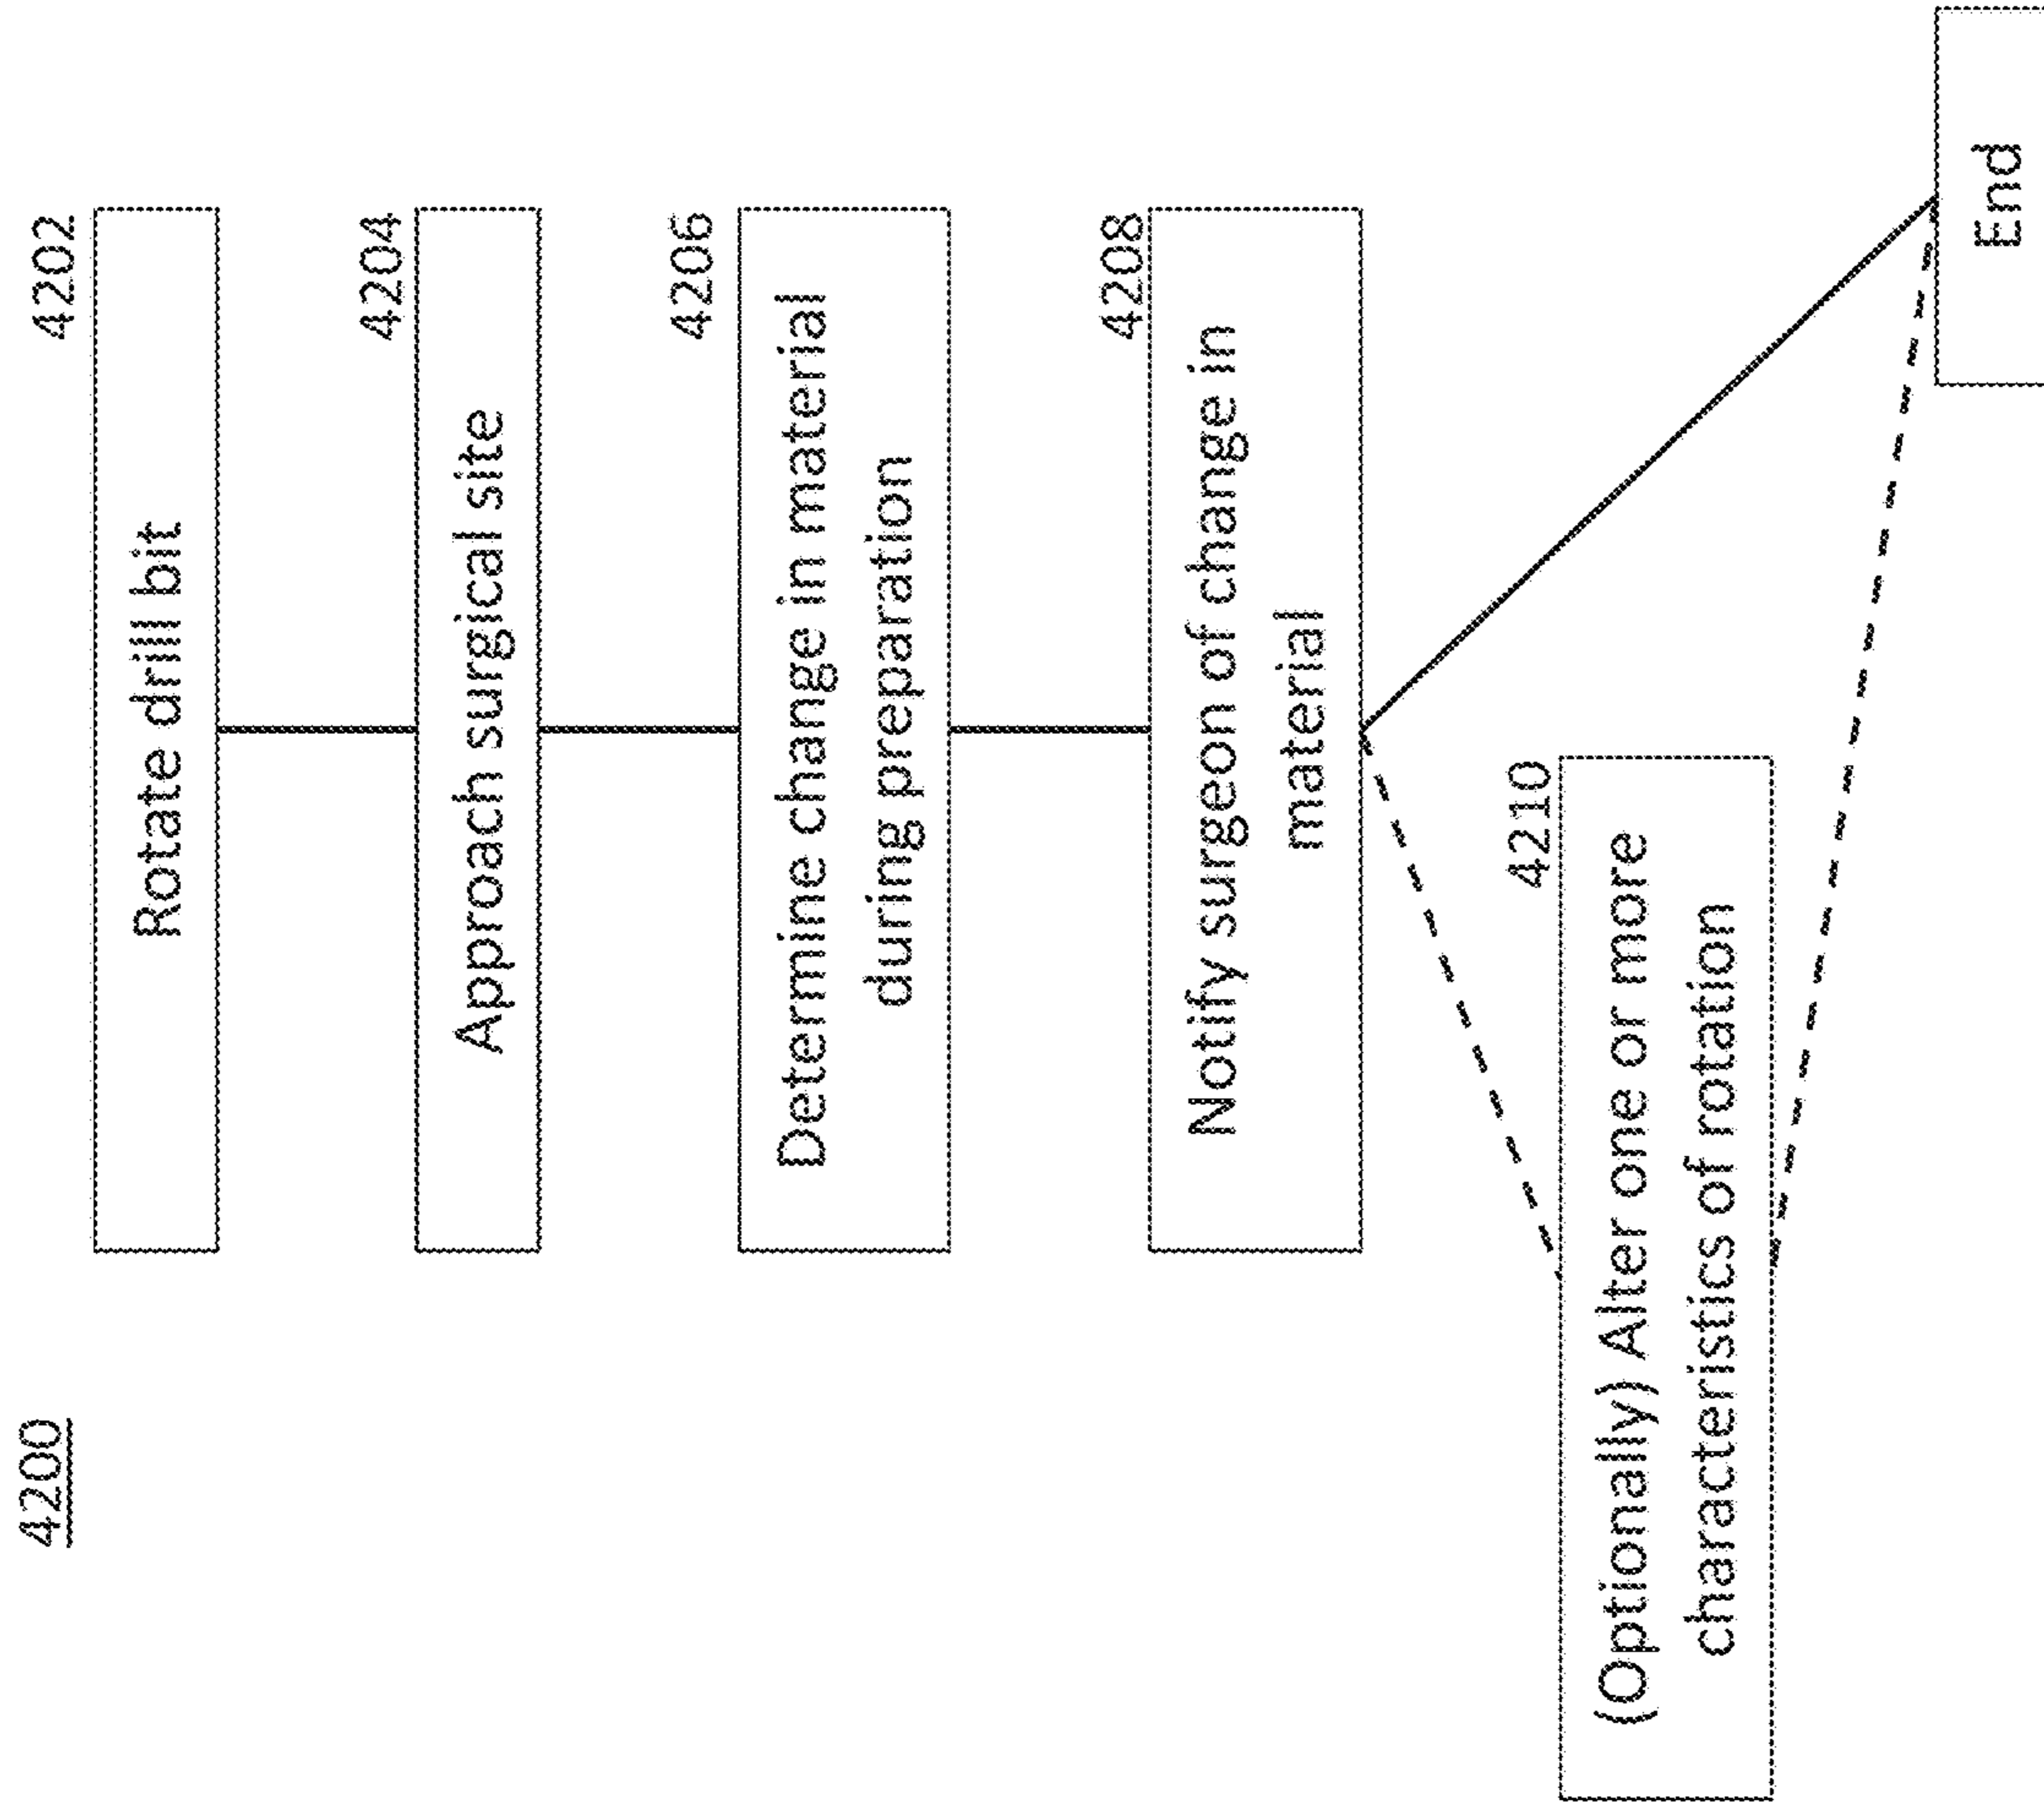 4200
4202
Rotate drill bit
4204
Approach surgical site
4206
Determine change in material
during preparation
4208
Notify surgeon of change in
material
4210
(Optionally) Alter one or more
characteristics of rotation
End